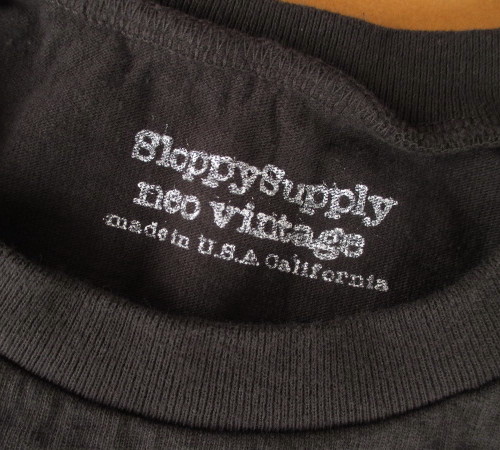 SloppySupply
neo vintage
made in U.S.A California